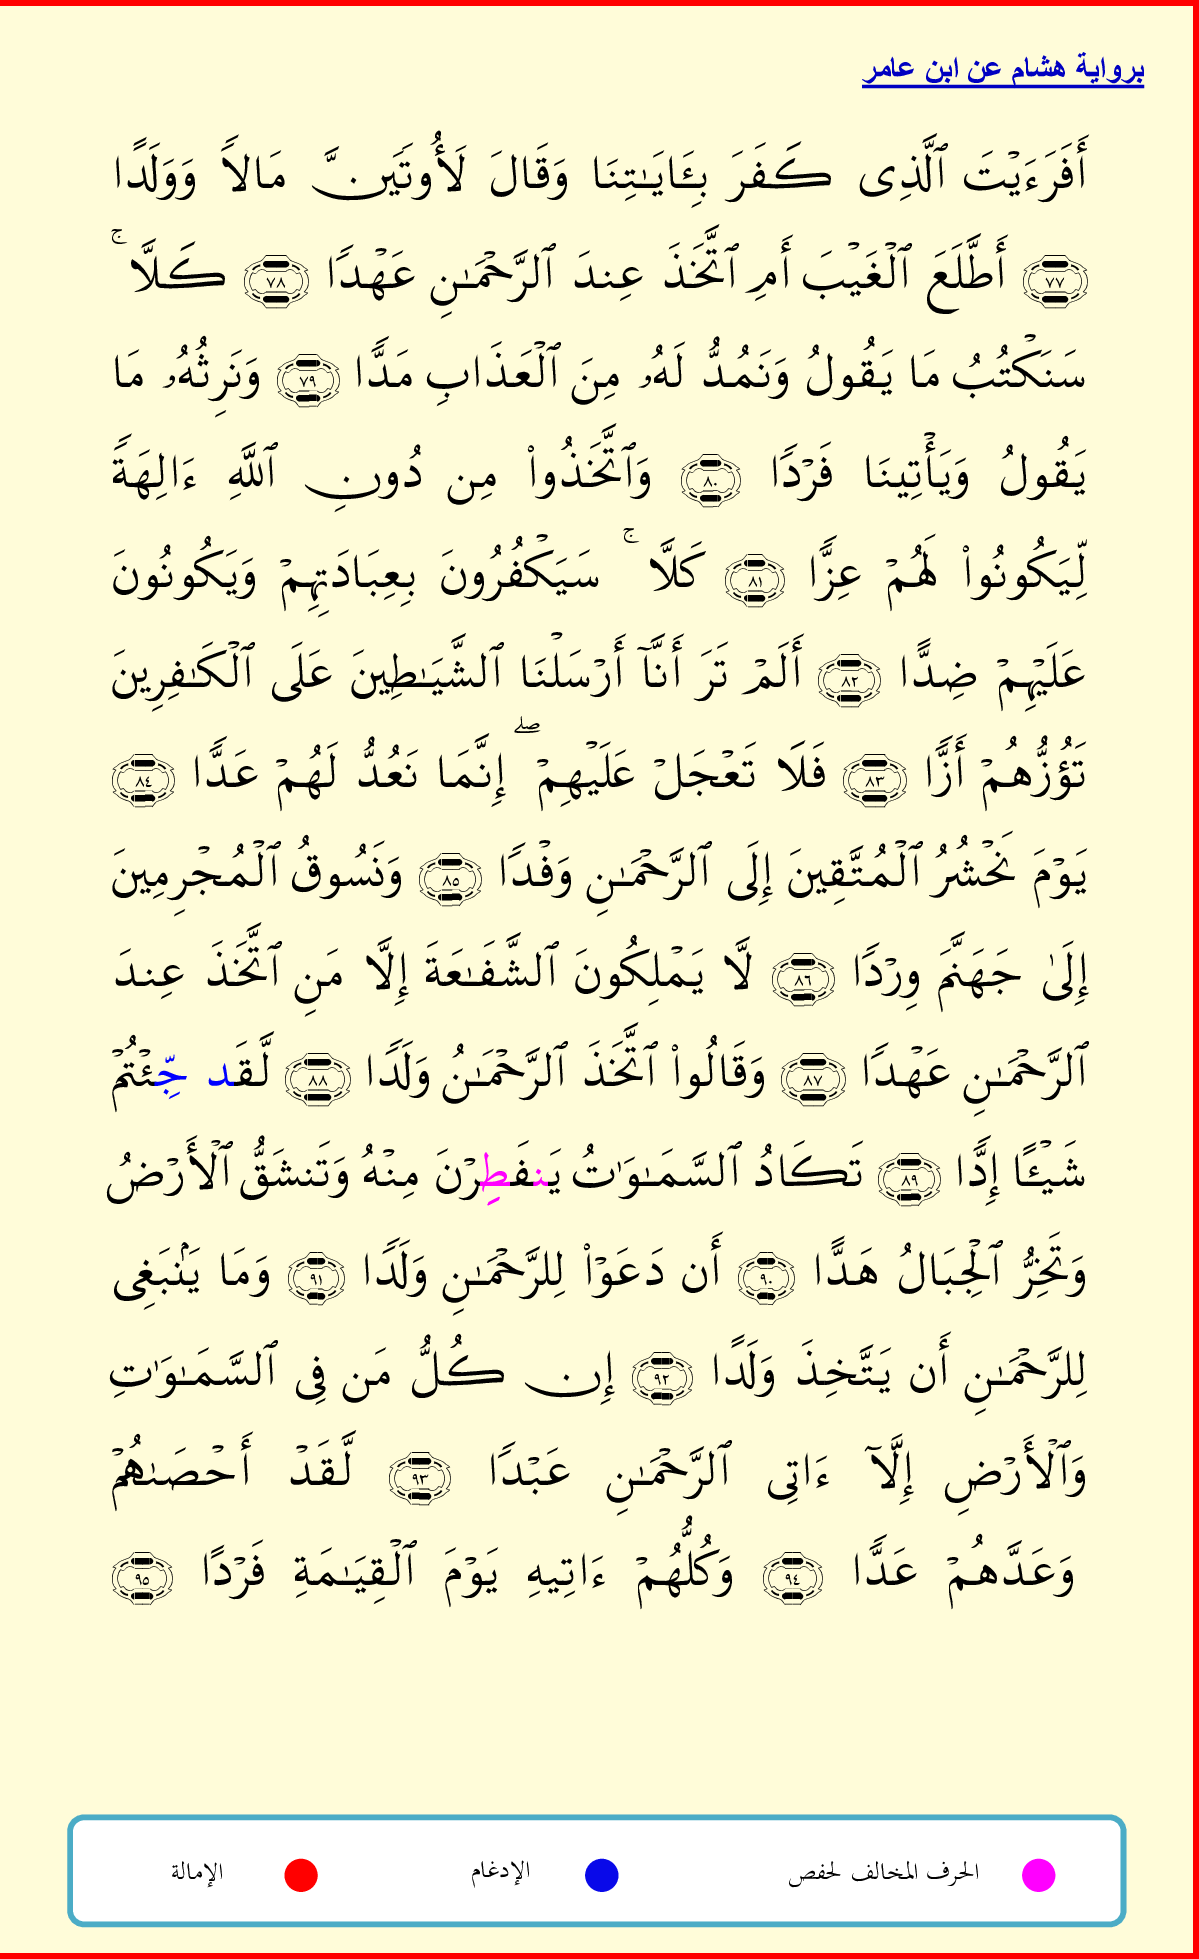 برواية هشام عن ابن عامر
أَفَرَءَيْتَ ٱلَّذِى كَفَرَ بِـَٔايَـٰتِنَا وَقَالَ لَأُوتَيَنَّ مَالًا وَوَلَدًا
٧٧ أَطَّلَعَ ٱلْغَيْبَ أَمِ ٱتَّخَذَ عِندَ ٱلرَّحْمَـٰنِ عَهْدًا ٧٨ كَلَّا ۚ
سَنَكْتُبُ مَا يَقُولُ وَنَمُدُّ لَهُۥ مِنَ ٱلْعَذَابِ مَدًّا ٧٩ وَنَرِثُهُۥ مَا
يَقُولُ وَيَأْتِينَا فَرْدًا ٨٠ وَٱتَّخَذُوا۟ مِن دُونِ ٱللَّهِ ءَالِهَةً
لِّيَكُونُوا۟ لَهُمْ عِزًّا ٨١ كَلَّا ۚ سَيَكْفُرُونَ بِعِبَادَتِهِمْ وَيَكُونُونَ
عَلَيْهِمْ ضِدًّا ٨٢ أَلَمْ تَرَ أَنَّآ أَرْسَلْنَا ٱلشَّيَـٰطِينَ عَلَى ٱلْكَـٰفِرِينَ
تَؤُزُّهُمْ أَزًّا ٨٣ فَلَا تَعْجَلْ عَلَيْهِمْ ۖ إِنَّمَا نَعُدُّ لَهُمْ عَدًّا ٨٤
يَوْمَ نَحْشُرُ ٱلْمُتَّقِينَ إِلَى ٱلرَّحْمَـٰنِ وَفْدًا ٨٥ وَنَسُوقُ ٱلْمُجْرِمِينَ
إِلَىٰ جَهَنَّمَ وِرْدًا ٨٦ لَّا يَمْلِكُونَ ٱلشَّفَـٰعَةَ إِلَّا مَنِ ٱتَّخَذَ عِندَ
ٱلرَّحْمَـٰنِ عَهْدًا ٨٧ وَقَالُوا۟ ٱتَّخَذَ ٱلرَّحْمَـٰنُ وَلَدًا ٨٨ لَّقَد جِّئْتُمْ
شَيْـًٔا إِدًّا ٨٩ تَكَادُ ٱلسَّمَـٰوَٰتُ يَنفَطِرْنَ مِنْهُ وَتَنشَقُّ ٱلْأَرْضُ
وَتَخِرُّ ٱلْجِبَالُ هَدًّا ٩٠ أَن دَعَوْا۟ لِلرَّحْمَـٰنِ وَلَدًا ٩١ وَمَا يَنۢبَغِى
لِلرَّحْمَـٰنِ أَن يَتَّخِذَ وَلَدًا ٩٢ إِن كُلُّ مَن فِى ٱلسَّمَـٰوَٰتِ
وَٱلْأَرْضِ إِلَّآ ءَاتِى ٱلرَّحْمَـٰنِ عَبْدًا ٩٣ لَّقَدْ أَحْصَىٰهُمْ
وَعَدَّهُمْ عَدًّا ٩٤ وَكُلُّهُمْ ءَاتِيهِ يَوْمَ ٱلْقِيَـٰمَةِ فَرْدًا ٩٥
الحرف المخالف لحفص الإدغام الإمالة